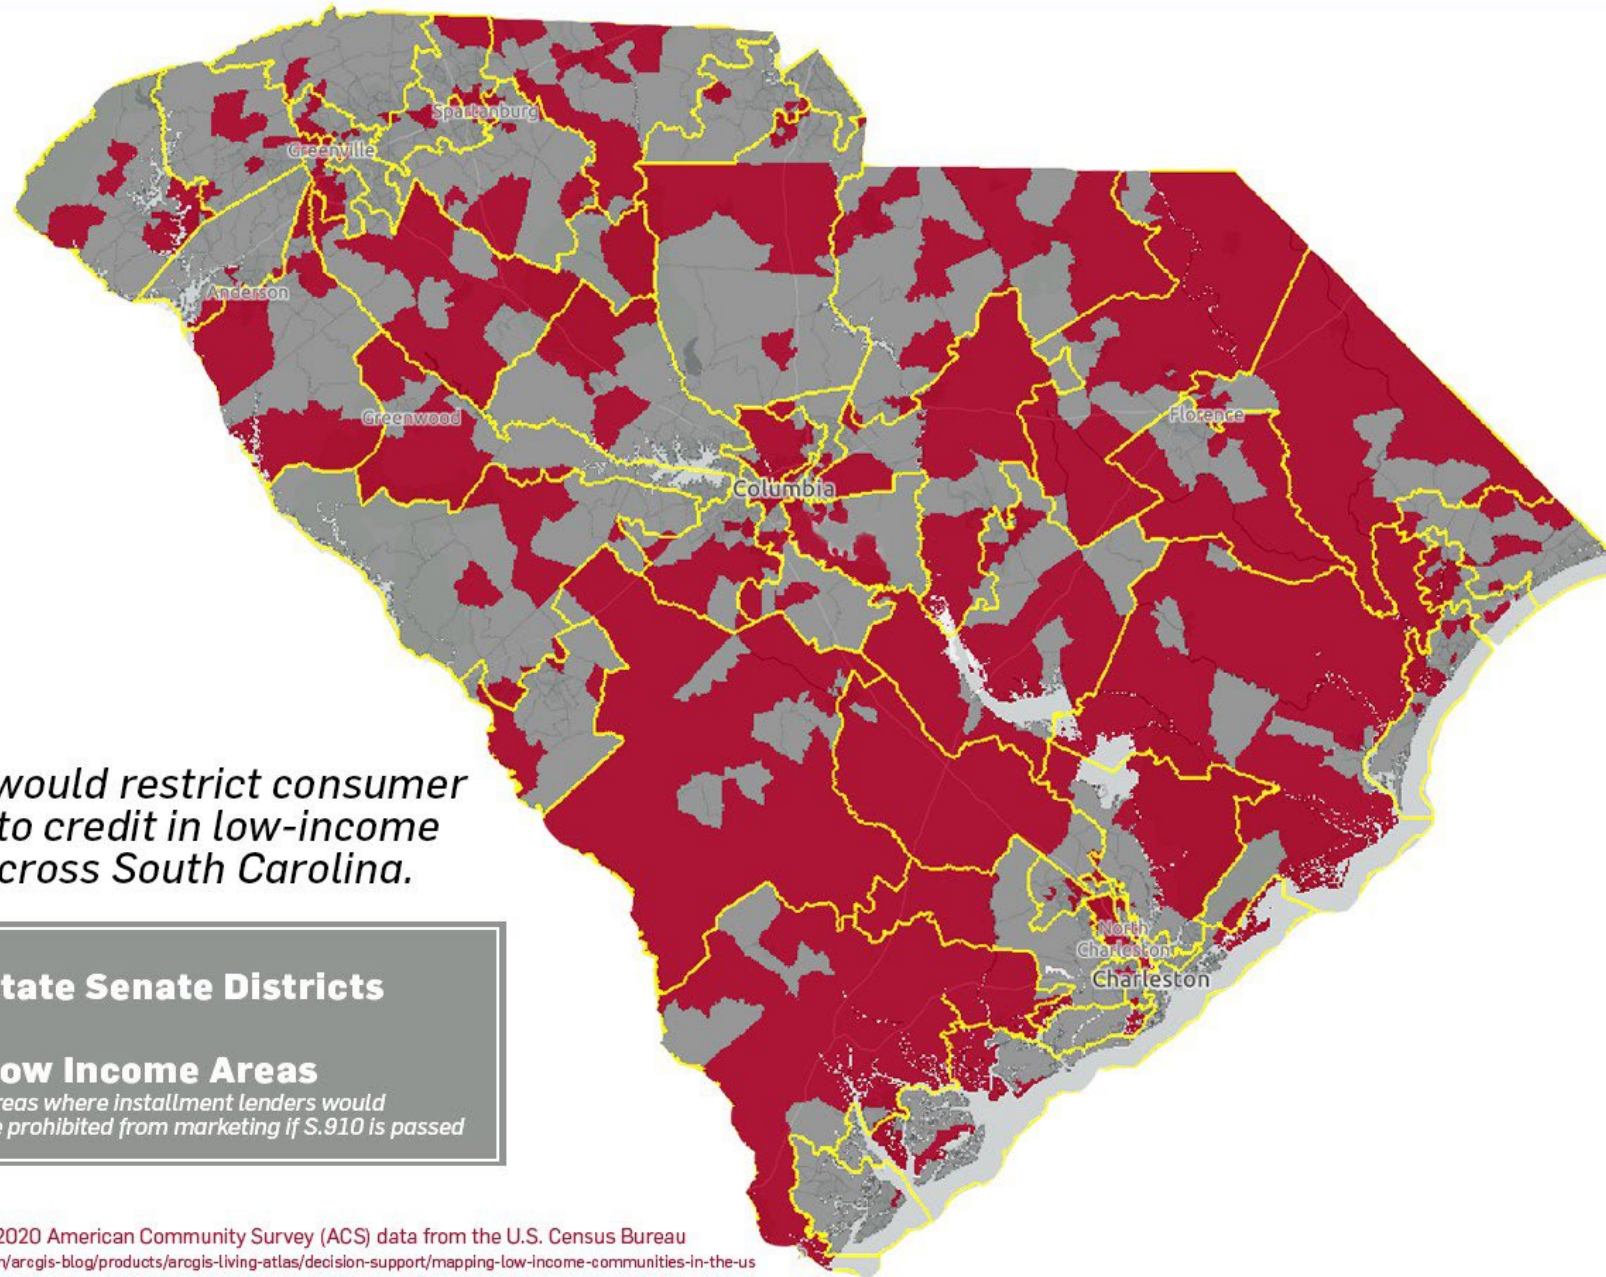 Spartanburg
Greenville
Anderson
Greenwood
Florence
Columbia
would restrict consumer
to credit in low-income
cross South Carolina.
North
Charleston
Charleston
tate Senate Districts
ow Income Areas
reas where installment lenders would
e prohibited from marketing if S.910 is passed
2020 American Community Survey (ACS) data from the U.S. Census Bureau
n/arcgis-blog/products/arcgis-living-atlas/decision-support/mapping-low-income-communities-in-the-us